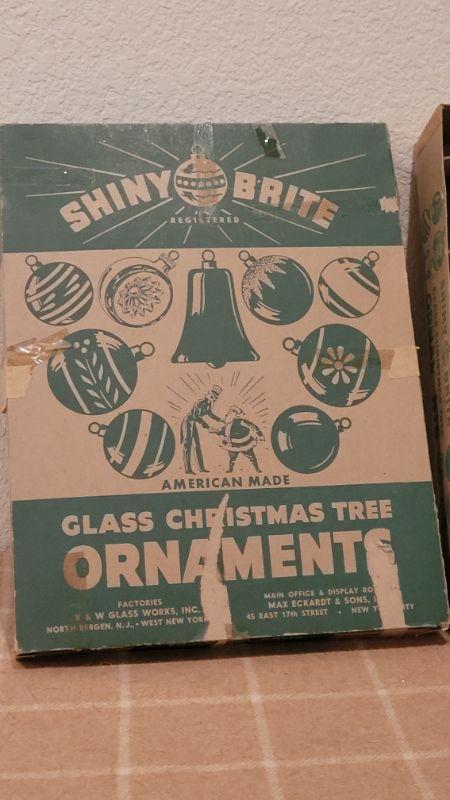 SHINY BRITE
REGISTERED
AMERICAN MADE
GLASS CHRISTMAS TREE
ORNAMENTS
FACTORIES
& W GLASS WORKS, INC.
NORTH BERGEN, N.J. • WEST NEW YORK
MAIN OFFICE & DISPLAY
MAX ECKARDT & SONS,
45 EAST 17th STREET • NEW